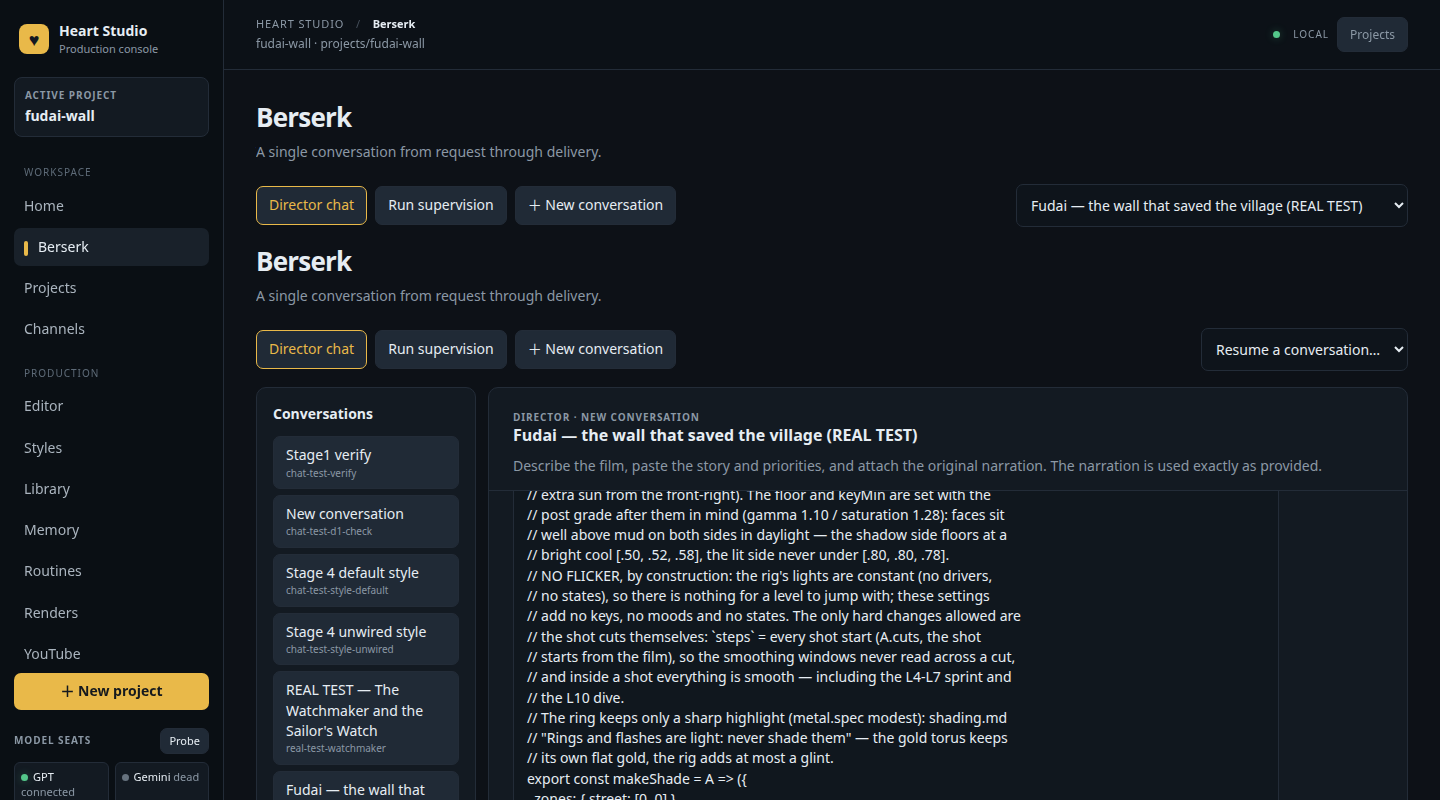 Heart Studio
Production console
ACTIVE PROJECT
fudai-wall
WORKSPACE
Home
Berserk
Projects
Channels
PRODUCTION
Editor
Styles
Library
Memory
Routines
Renders
YouTube
+ New project
MODEL SEATS
Probe
GPT connected
Gemini dead
HEART STUDIO / Berserk
fudai-wall · projects/fudai-wall
LOCAL
Projects
Berserk
A single conversation from request through delivery.
Director chat
Run supervision
+ New conversation
Fudai — the wall that saved the village (REAL TEST)
Berserk
A single conversation from request through delivery.
Director chat
Run supervision
+ New conversation
Resume a conversation...
Conversations
Stage1 verify
chat-test-verify
New conversation
chat-test-d1-check
Stage 4 default style
chat-test-style-default
Stage 4 unwired style
chat-test-style-unwired
REAL TEST — The
Watchmaker and the
Sailor's Watch
real-test-watchmaker
Fudai — the wall that
DIRECTOR · NEW CONVERSATION
Fudai — the wall that saved the village (REAL TEST)
Describe the film, paste the story and priorities, and attach the original narration. The narration is used exactly as provided.
// extra sun from the front-right). The floor and keyMin are set with the
// post grade after them in mind (gamma 1.10 / saturation 1.28): faces sit
// well above mud on both sides in daylight — the shadow side floors at a
// bright cool [.50, .52, .58], the lit side never under [.80, .80, .78].
// NO FLICKER, by construction: the rig's lights are constant (no drivers,
// no states), so there is nothing for a level to jump with; these settings
// add no keys, no moods and no states. The only hard changes allowed are
// the shot cuts themselves: `steps` = every shot start (A.cuts, the shot
// starts from the film), so the smoothing windows never read across a cut,
// and inside a shot everything is smooth — including the L4-L7 sprint and
// the L10 dive.
// The ring keeps only a sharp highlight (metal.spec modest): shading.md
// "Rings and flashes are light: never shade them" — the gold torus keeps
// its own flat gold, the rig adds at most a glint.
export const makeShade = A => ({
zones: { street: [0, 0] },